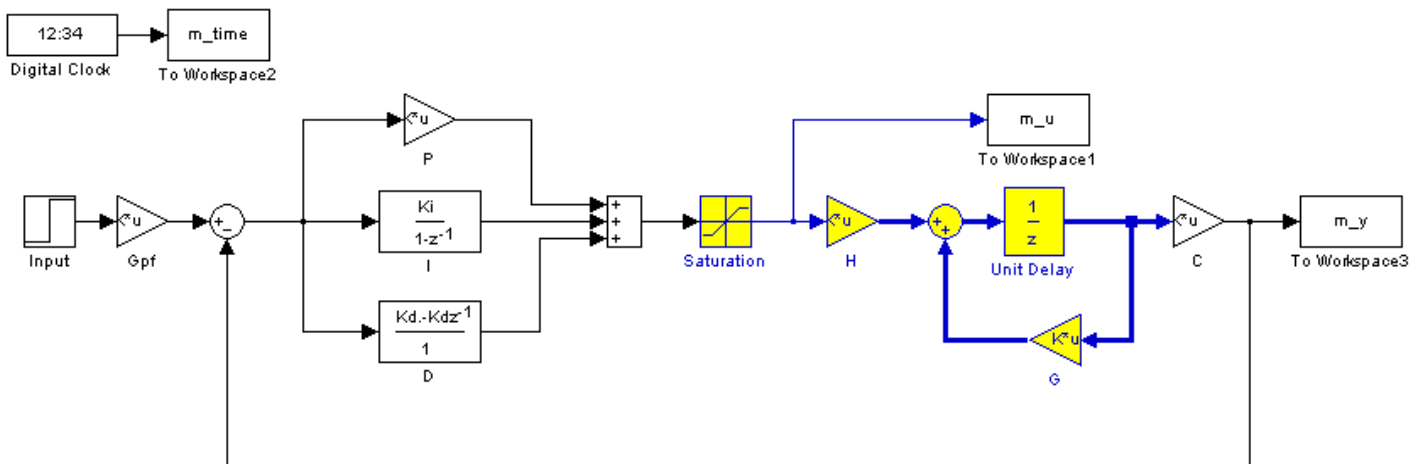 12:34
m_time
Digital Clock
To Workspace2
u
P
m_u
To Workspace1
Input
u
Gpf
+
-
Ki
1-z-1
I
+
+
+
Saturation
u
H
+
+
1
z
Unit Delay
u
C
m_y
To Workspace3
Kd.-Kdz-1
1
D
K*u
G